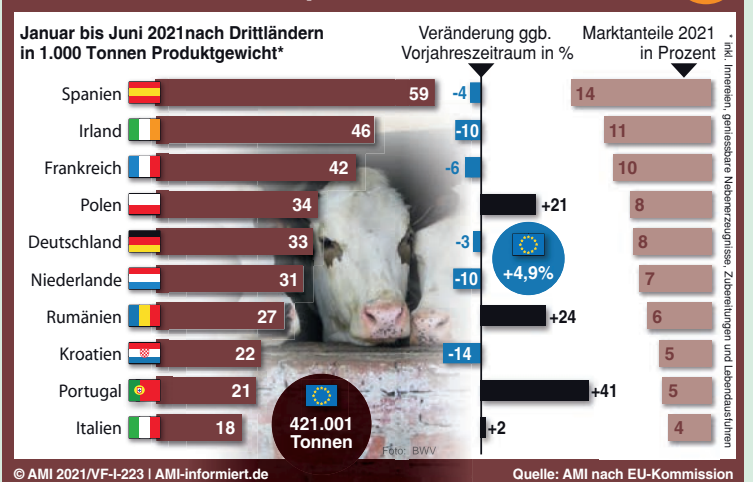 Januar bis Juni 2021nach Drittländern
in 1.000 Tonnen Produktgewicht*
Veränderung ggb.
Vorjahreszeitraum in %
Marktanteile 2021
in Prozent
Spanien 59 -4 14
Irland 46 -10 11
Frankreich 42 -6 10
Polen 34 +21 8
Deutschland 33 -3 8
Niederlande 31 -10 7
Rumänien 27 +24 6
Kroatien 22 -14 5
Portugal 21 +41 5
Italien 18 +2 4
+4,9%
421.001
Tonnen
Foto: BWV
* inkl. Innereien, geniessbare Nebenerzeugnisse, Zubereitungen und Lebendausfuhren
© AMI 2021/VF-I-223 | AMI-informiert.de
Quelle: AMI nach EU-Kommission